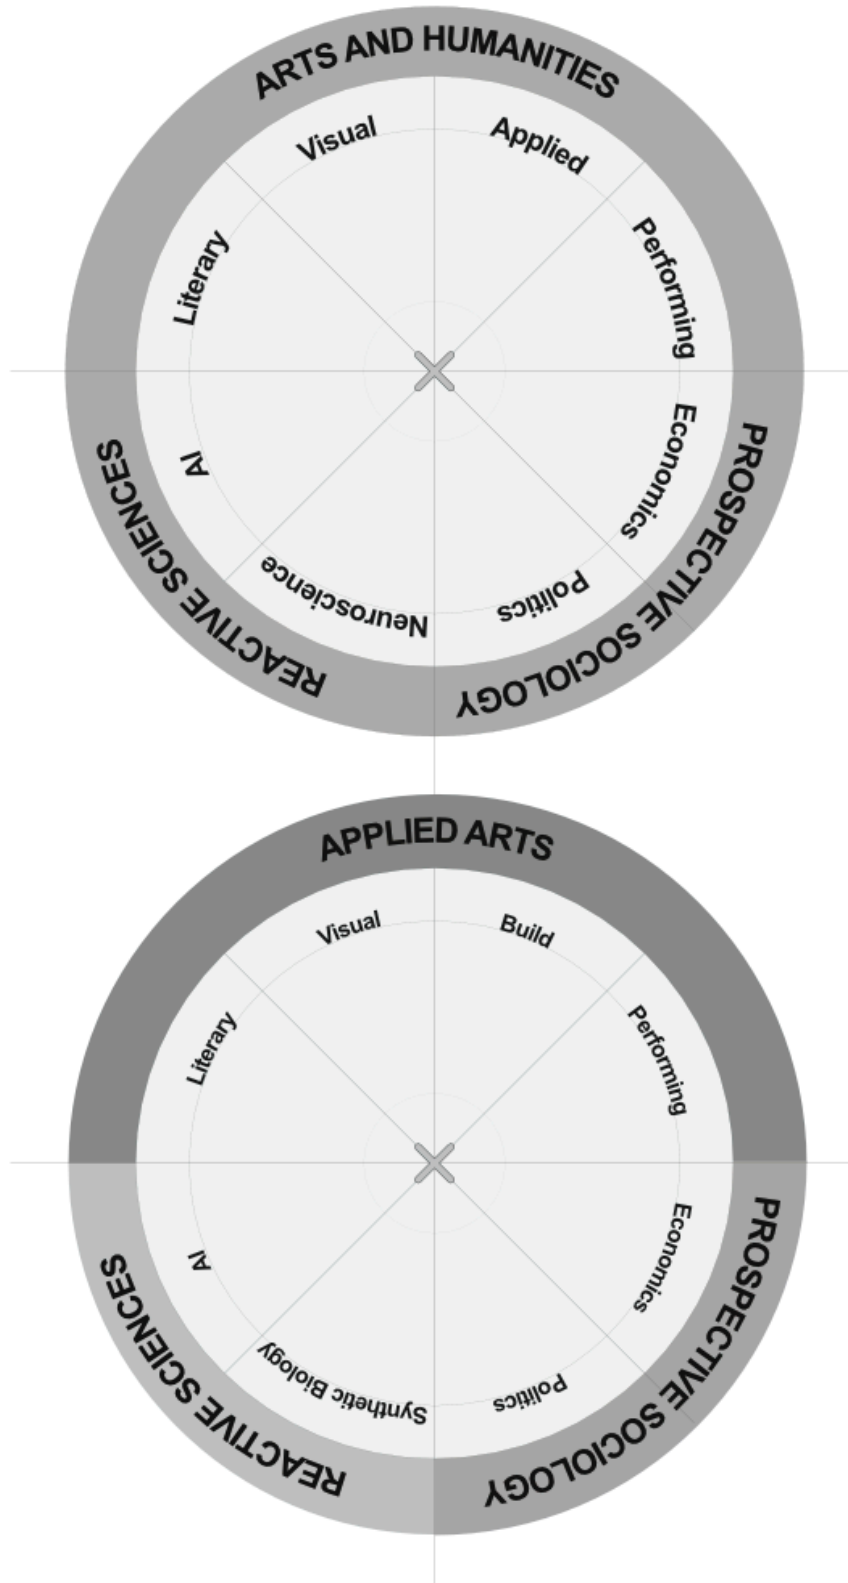 ARTS AND HUMANITIES
Visual
Applied
Literary
Performing
AI
Economics
Neuroscience
Politics
REACTIVE SCIENCES
PROSPECTIVE SOCIOLOGY
APPLIED ARTS
Visual
Build
Literary
Performing
AI
Economics
Synthetic Biology
Politics
REACTIVE SCIENCES
PROSPECTIVE SOCIOLOGY